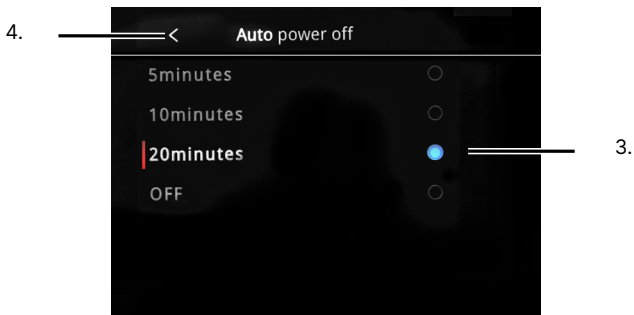 4.
< Auto power off
5minutes
10minutes
20minutes
3.
OFF